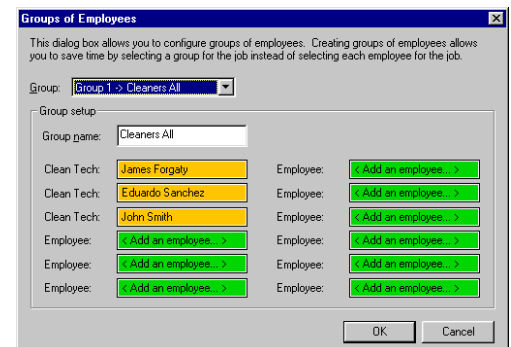 Groups of Employees
This dialog box allows you to configure groups of employees. Creating groups of employees allows
you to save time by selecting a group for the job instead of selecting each employee for the job.
Group: Group 1 -> Cleaners All
Group setup
Group name: Cleaners All
Clean Tech: James Forgaty Employee: < Add an employee... >
Clean Tech: Eduardo Sanchez Employee: < Add an employee... >
Clean Tech: John Smith Employee: < Add an employee... >
Employee: < Add an employee... > Employee: < Add an employee... >
Employee: < Add an employee... > Employee: < Add an employee... >
Employee: < Add an employee... > Employee: < Add an employee... >
OK Cancel